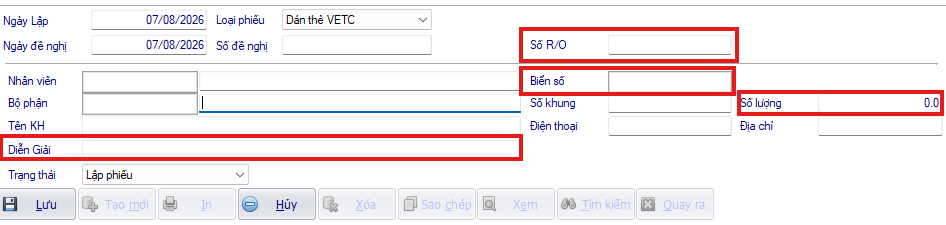 Ngày Lập 07/08/2026 Loại phiếu Dán thẻ VETC
Ngày đề nghị 07/08/2026 Số đề nghị Số R/O
Nhân viên Biển số
Bộ phận Số khung Số lượng 0.0
Tên KH Điện thoại Địa chỉ
Diễn Giải
Trạng thái Lập phiếu
Lưu Tạo mới In Hủy Xóa Sao chép Xem Tìm kiếm Quay ra